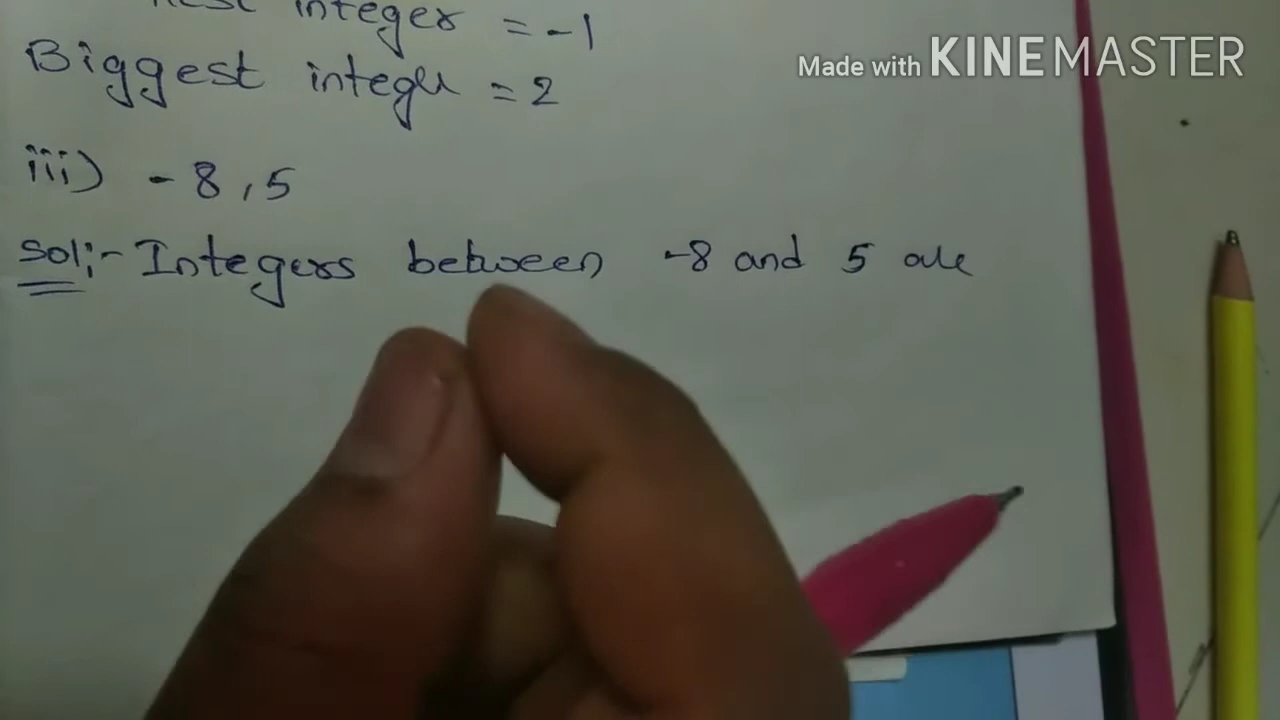 integer = -1
Made with KINEMASTER
Biggest integer = 2
iii) - 8, 5
Sol:- Integers between -8 and 5 are